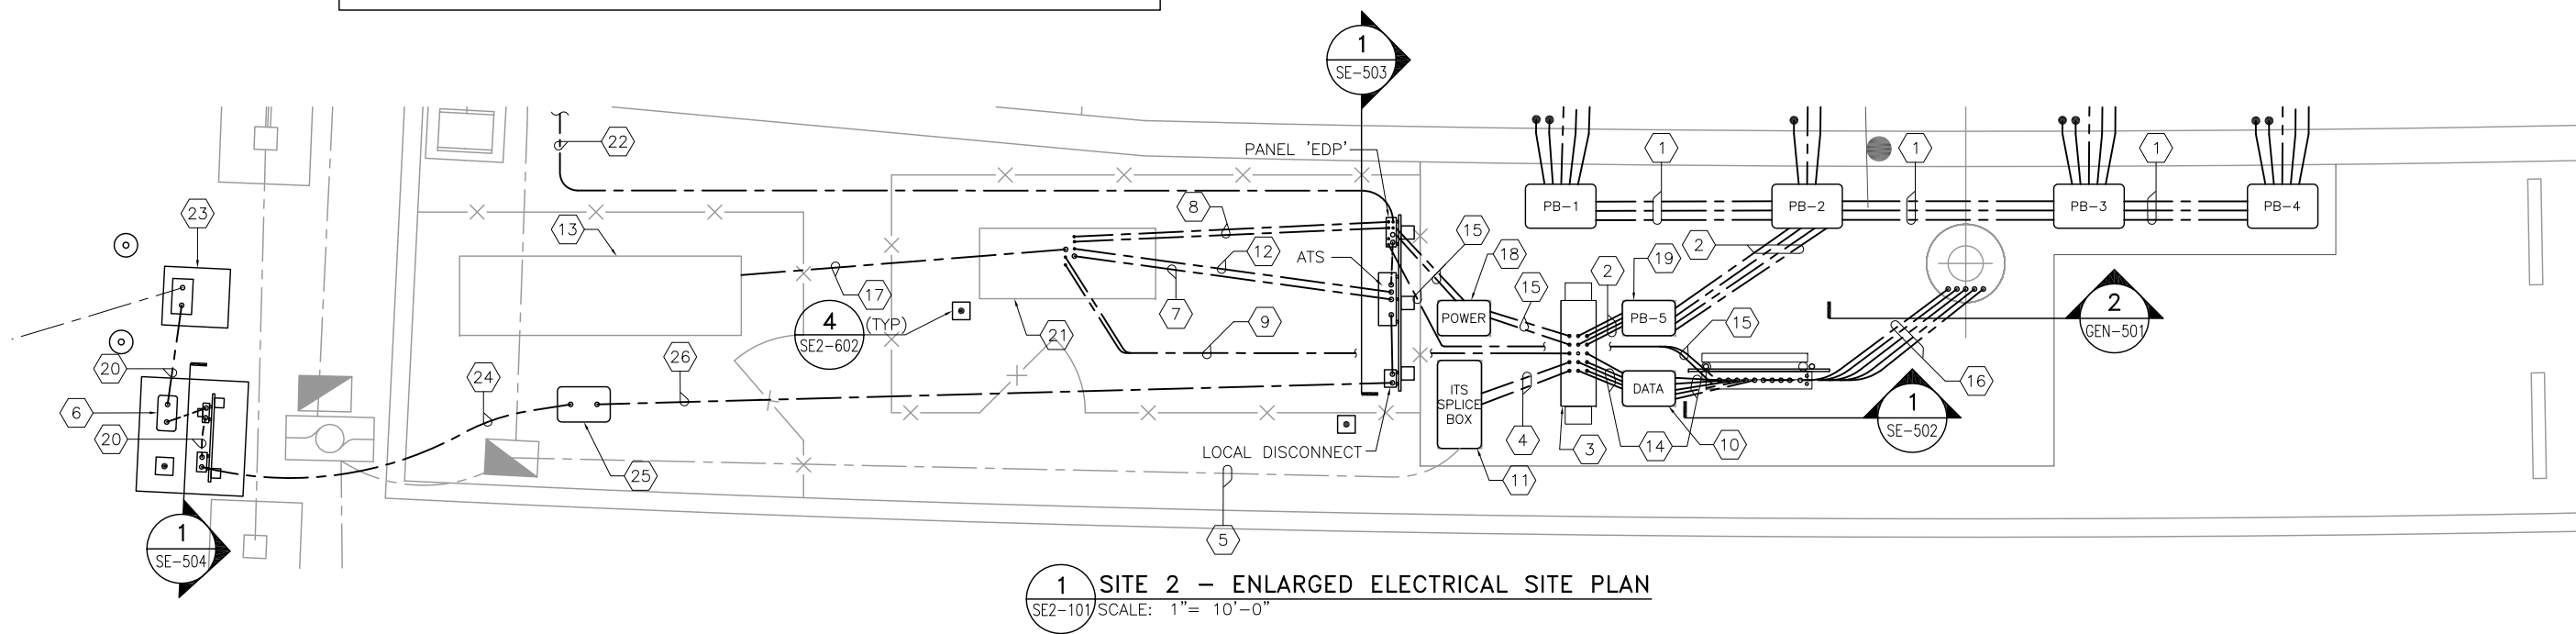 1
SE-503
22
PANEL 'EDP'
1
1
1
PB-1
PB-2
PB-3
PB-4
23
13
8
15
2
12
ATS
18
19
17
7
15
2
4
(TYP)
SE2-602
21
9
POWER
PB-5
15
2
GEN-501
20
24
26
16
6
ITS
SPLICE
BOX
DATA
1
SE-502
20
LOCAL DISCONNECT
4
3
14
10
25
11
5
1
SE-504
1
SE2-101
SITE 2 - ENLARGED ELECTRICAL SITE PLAN
SCALE: 1"= 10'-0"